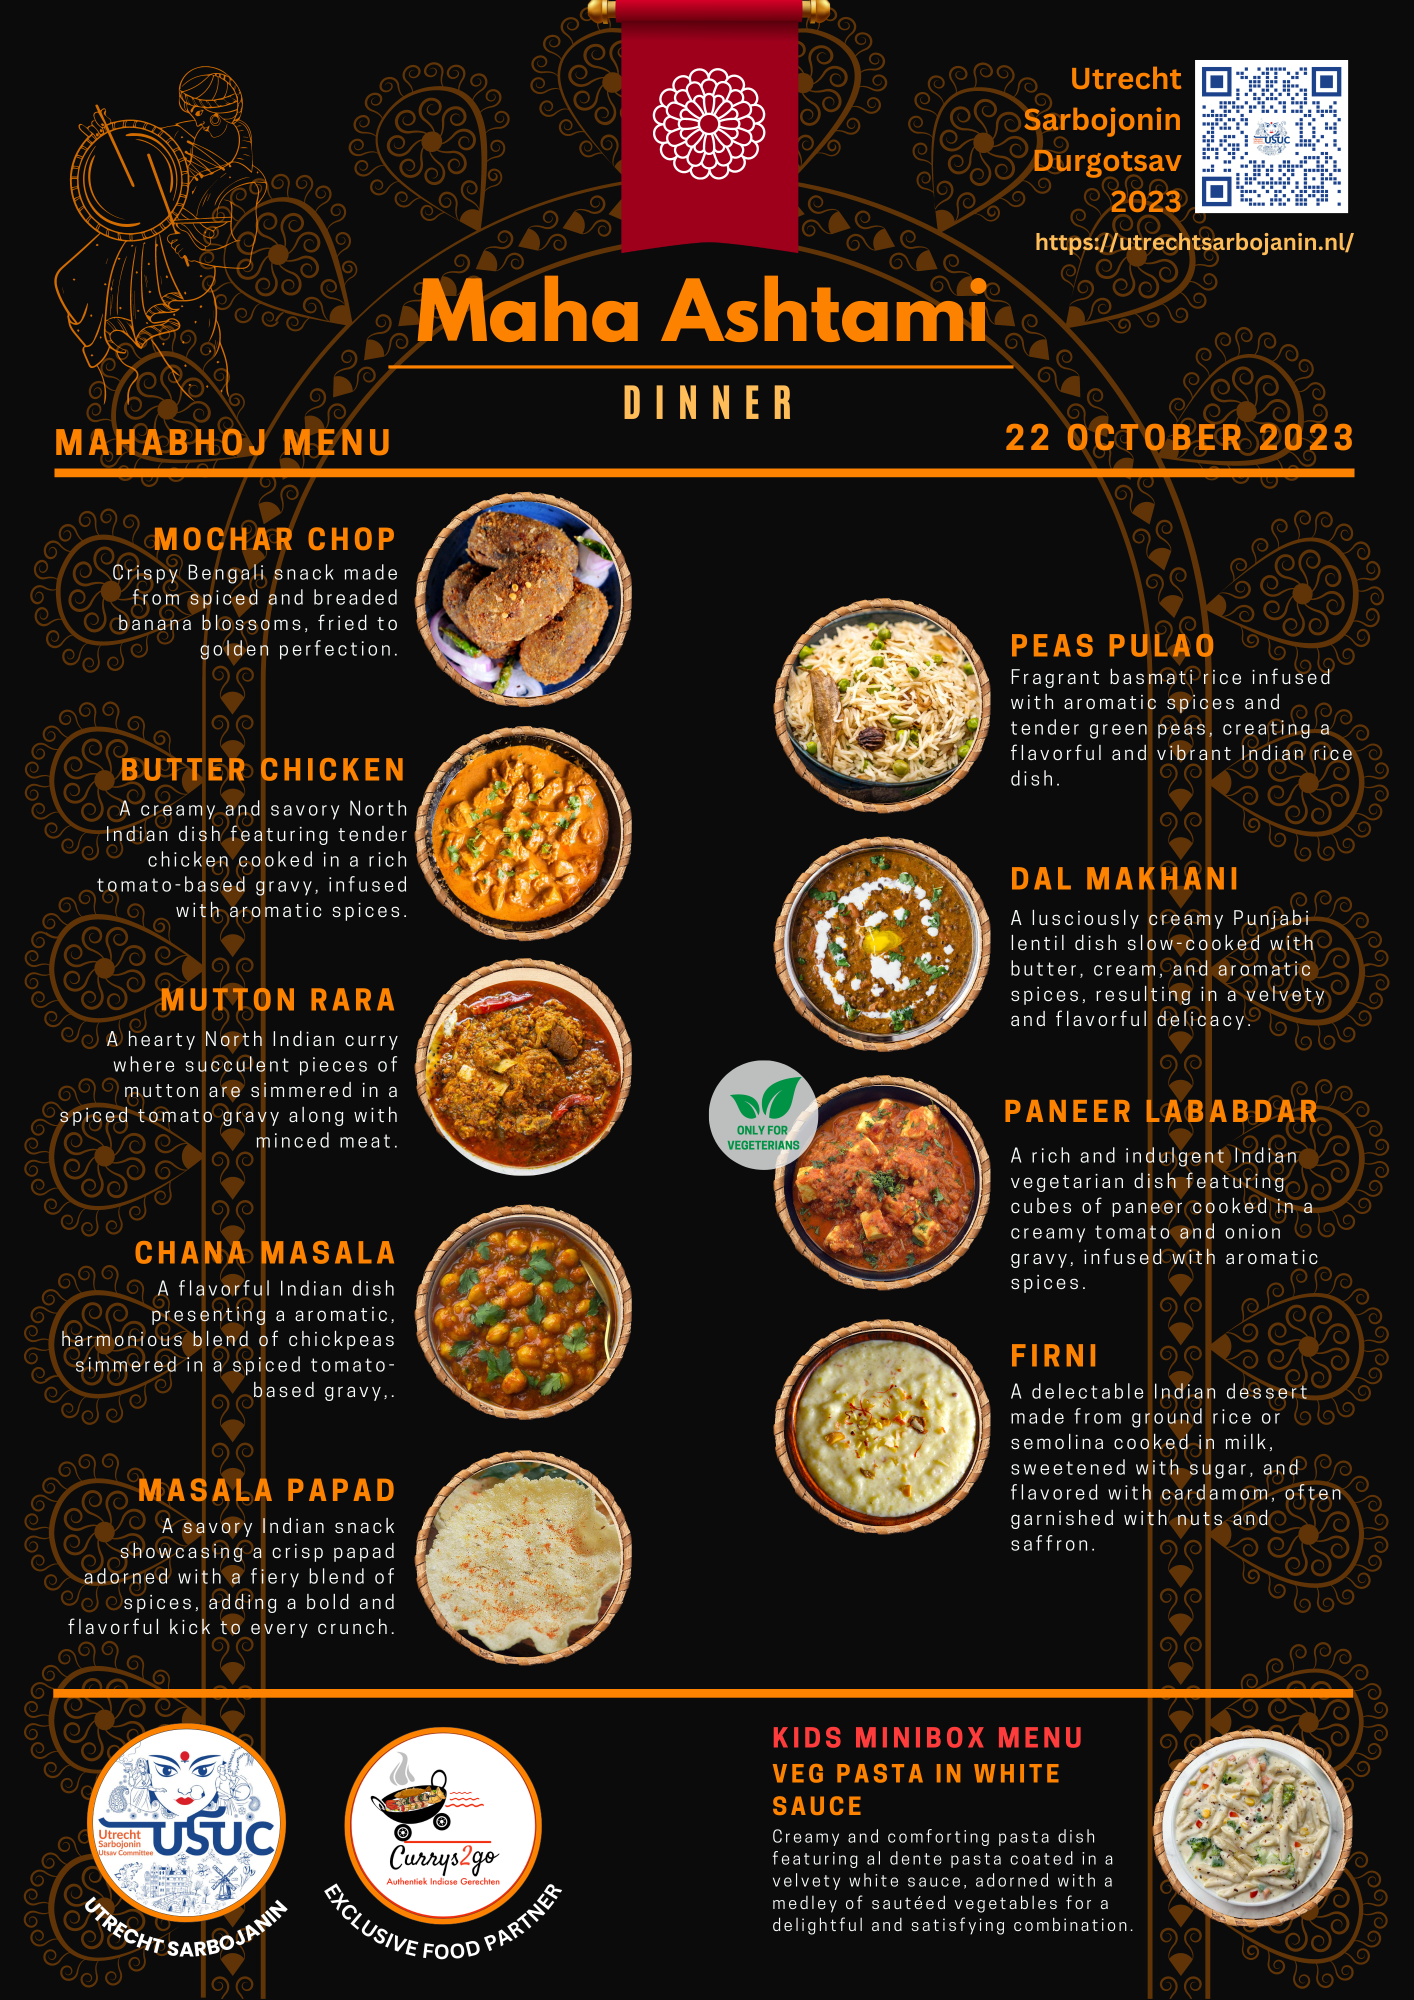 Utrecht
Sarbojonin
Durgotsav
2023
USUC
https://utrechtsarbojanin.nl/
Maha Ashtami
DINNER
MAHABHOJ MENU
22 OCTOBER 2023
MOCHAR CHOP
Crispy Bengali snack made
from spiced and breaded
banana blossoms, fried to
golden perfection.
BUTTER CHICKEN
A creamy and savory North
Indian dish featuring tender
chicken cooked in a rich
tomato-based gravy, infused
with aromatic spices.
MUTTON RARA
A hearty North Indian curry
where succulent pieces of
mutton are simmered in a
spiced tomato gravy along with
minced meat.
CHANA MASALA
A flavorful Indian dish
presenting a aromatic,
harmonious blend of chickpeas
simmered in a spiced tomato-
based gravy,.
MASALA PAPAD
A savory Indian snack
showcasing a crisp papad
adorned with a fiery blend of
spices, adding a bold and
flavorful kick to every crunch.
PEAS PULAO
Fragrant basmati rice infused
with aromatic spices and
tender green peas, creating a
flavorful and vibrant Indian rice
dish.
DAL MAKHANI
A lusciously creamy Punjabi
lentil dish slow-cooked with
butter, cream, and aromatic
spices, resulting in a velvety
and flavorful delicacy.
ONLY FOR
VEGETERIANS
PANEER LABABDAR
A rich and indulgent Indian
vegetarian dish featuring
cubes of paneer cooked in a
creamy tomato and onion
gravy, infused with aromatic
spices.
FIRNI
A delectable Indian dessert
made from ground rice or
semolina cooked in milk,
sweetened with sugar, and
flavored with cardamom, often
garnished with nuts and
saffron.
Utrecht
Sarbojonin
Utsav Committee
USUC
UTRECHT SARBOJANIN
Currys2go
Authentiek Indiase Gerechten
EXCLUSIVE FOOD PARTNER
KIDS MINIBOX MENU
VEG PASTA IN WHITE
SAUCE
Creamy and comforting pasta dish
featuring al dente pasta coated in a
velvety white sauce, adorned with a
medley of sautéed vegetables for a
delightful and satisfying combination.